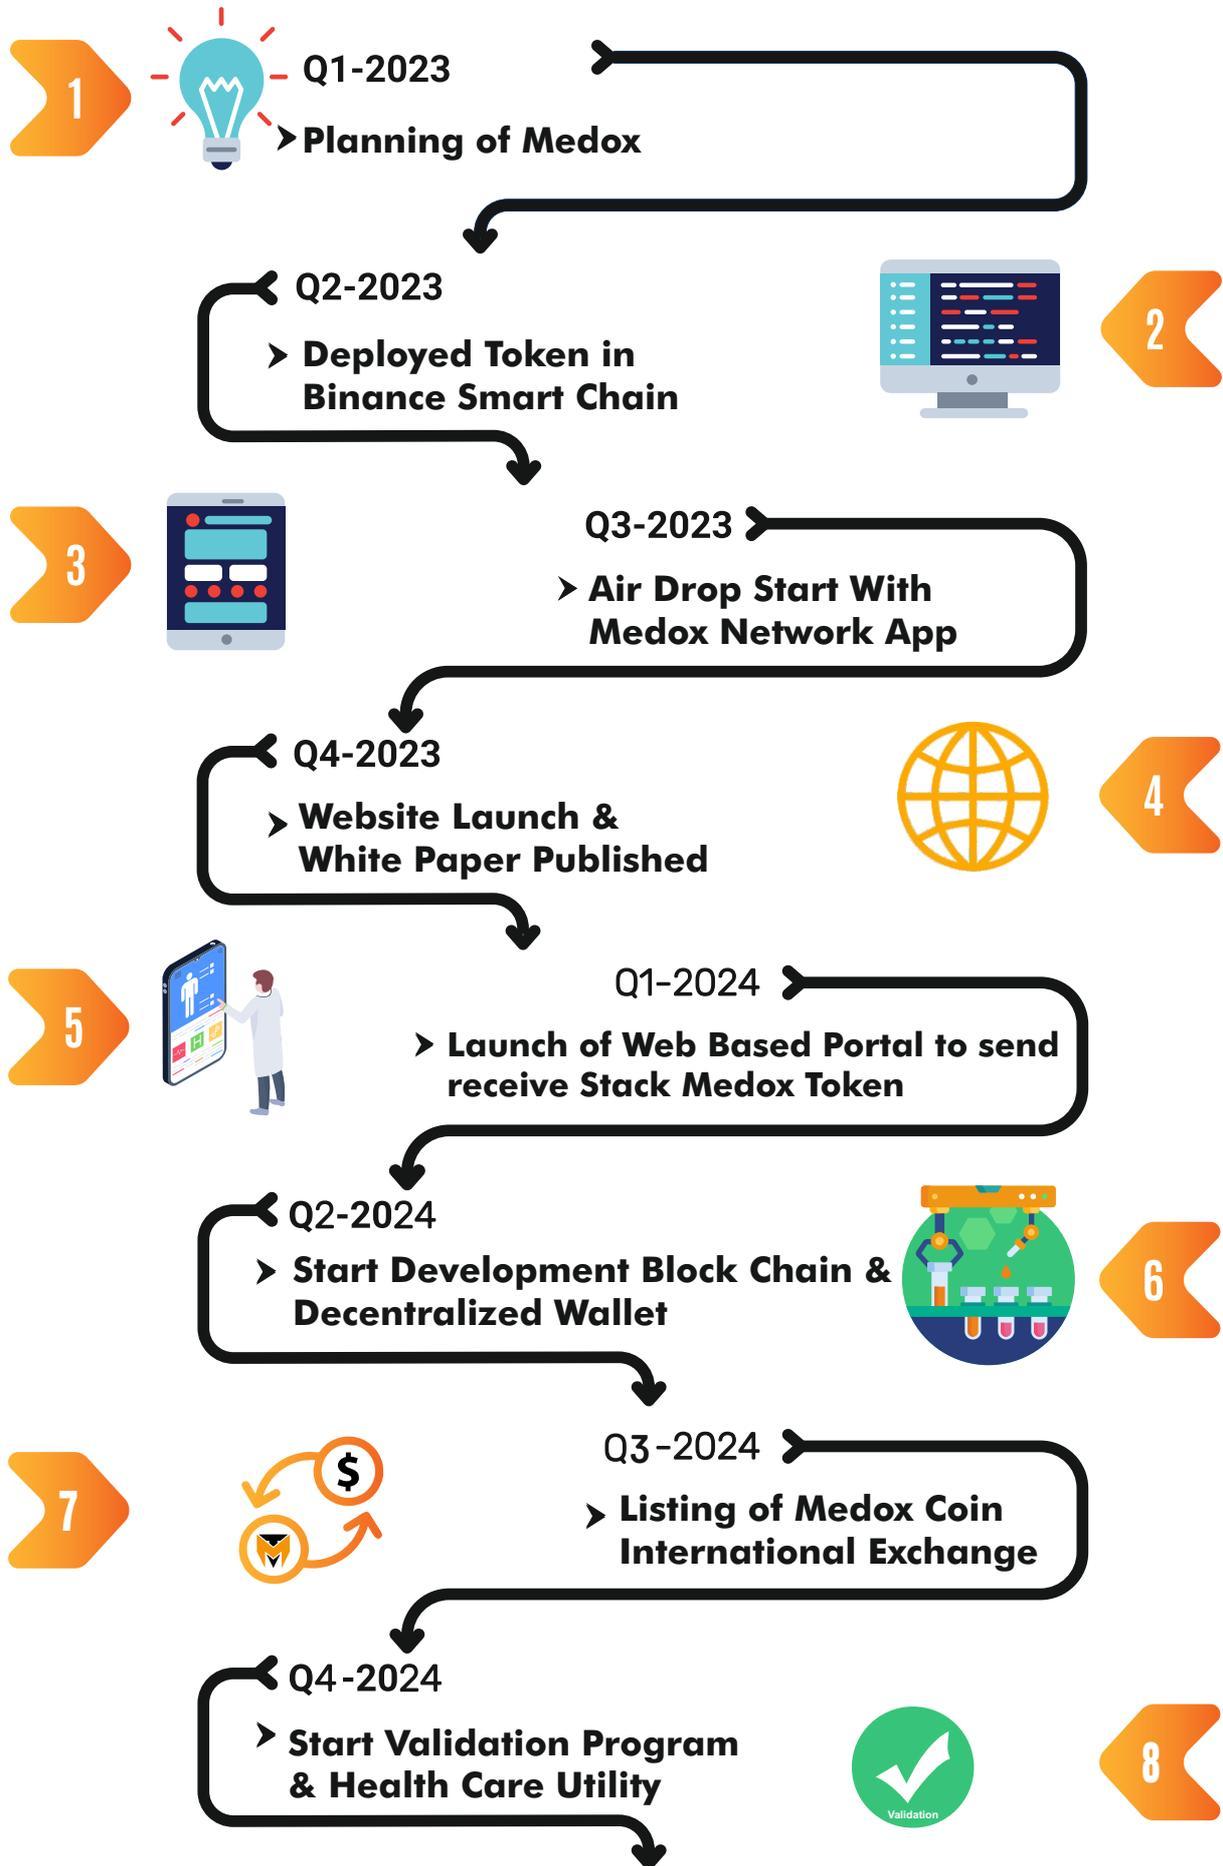 1
Q1-2023
Planning of Medox
Q2-2023
2
Deployed Token in
Binance Smart Chain
3
Q3-2023
Air Drop Start With
Medox Network App
Q4-2023
4
Website Launch &
White Paper Published
5
Q1-2024
Launch of Web Based Portal to send
receive Stack Medox Token
Q2-2024
6
Start Development Block Chain &
Decentralized Wallet
7
$
M
Q3-2024
Listing of Medox Coin
International Exchange
Q4-2024
8
Start Validation Program
& Health Care Utility
Validation